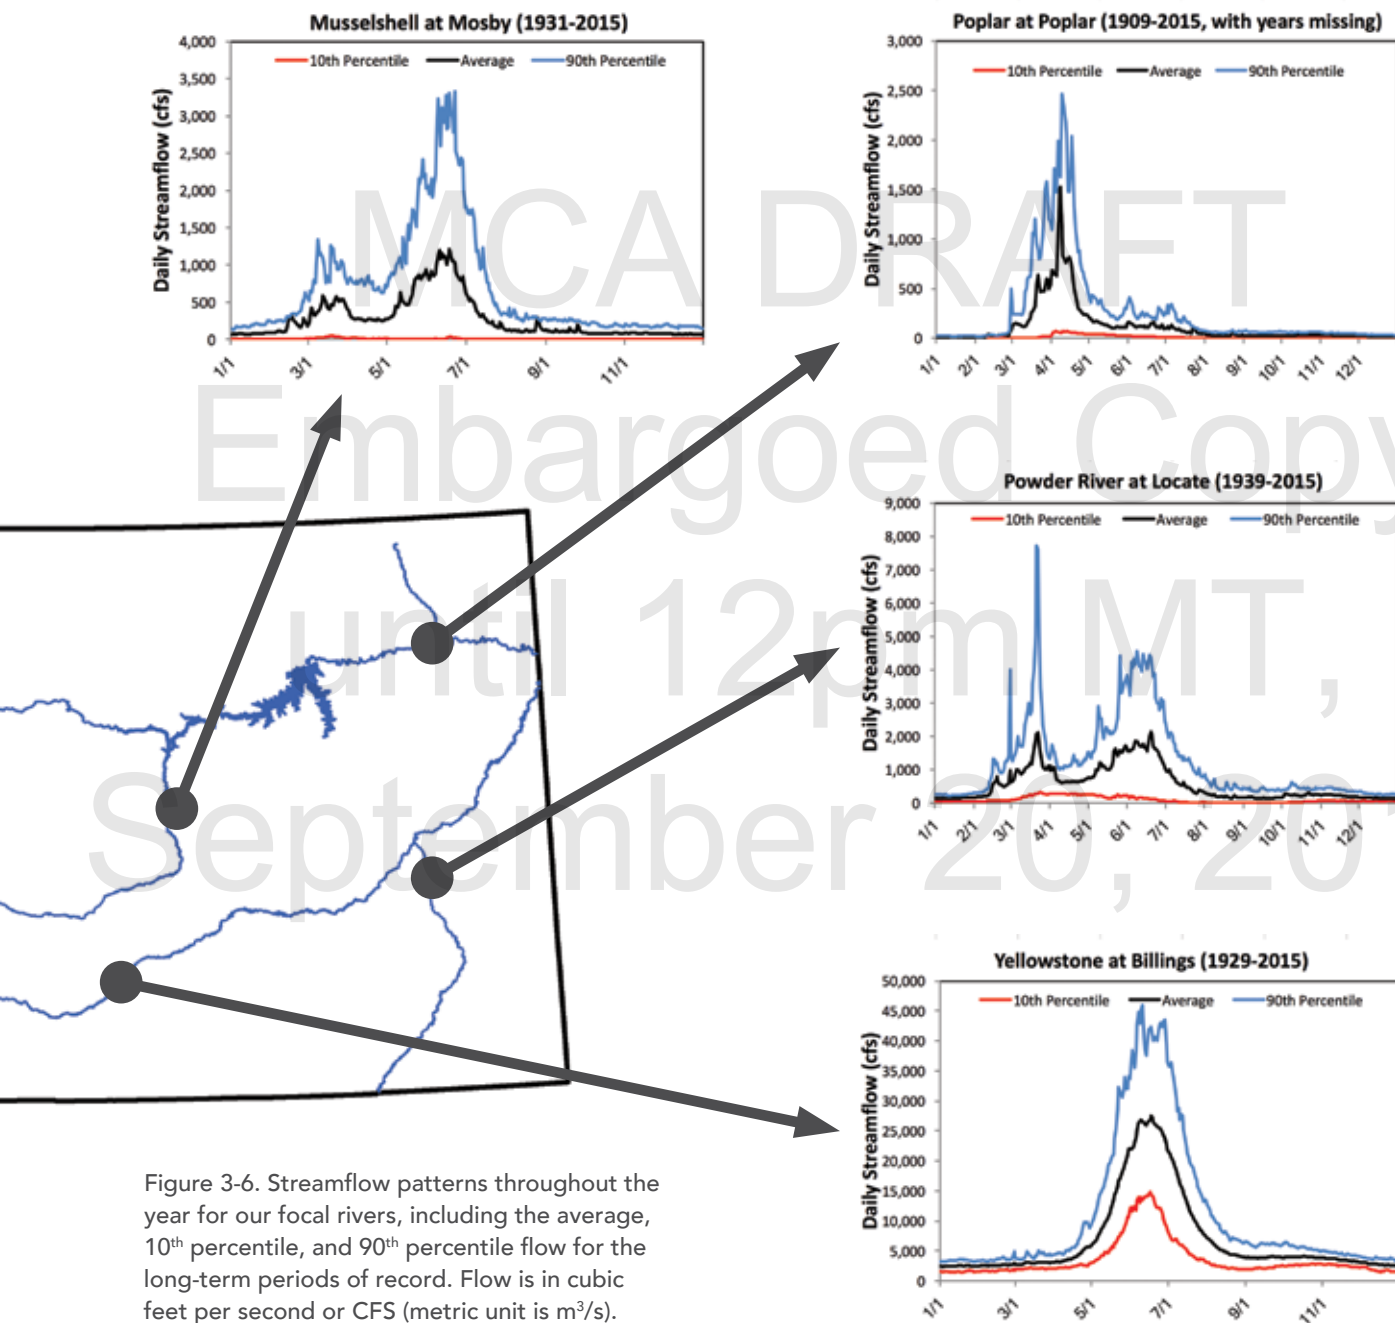 Musselshell at Mosby (1931-2015)
4,000
3,500
3,000
2,500
2,000
1,500
1,000
500
0
Daily Streamflow (cfs)
10th Percentile Average 90th Percentile
1/1 3/1 5/1 7/1 9/1 11/1
Poplar at Poplar (1909-2015, with years missing)
3,000
2,500
2,000
1,500
1,000
500
0
Daily Streamflow (cfs)
10th Percentile Average 90th Percentile
1/1 2/1 3/1 4/1 5/1 6/1 7/1 8/1 9/1 10/1 11/1 12/1
MCA DRAFT
Embargoed Copy
until 12pm MT,
September 20, 20
Powder River at Locate (1939-2015)
9,000
8,000
7,000
6,000
5,000
4,000
3,000
2,000
1,000
0
Daily Streamflow (cfs)
10th Percentile Average 90th Percentile
1/1 2/1 3/1 4/1 5/1 6/1 7/1 8/1 9/1 10/1 11/1 12/1
Yellowstone at Billings (1929-2015)
50,000
45,000
40,000
35,000
30,000
25,000
20,000
15,000
10,000
5,000
0
Daily Streamflow (cfs)
10th Percentile Average 90th Percentile
1/1 3/1 5/1 7/1 9/1 11/1
Figure 3-6. Streamflow patterns throughout the
year for our focal rivers, including the average,
10th percentile, and 90th percentile flow for the
long-term periods of record. Flow is in cubic
feet per second or CFS (metric unit is m³/s).